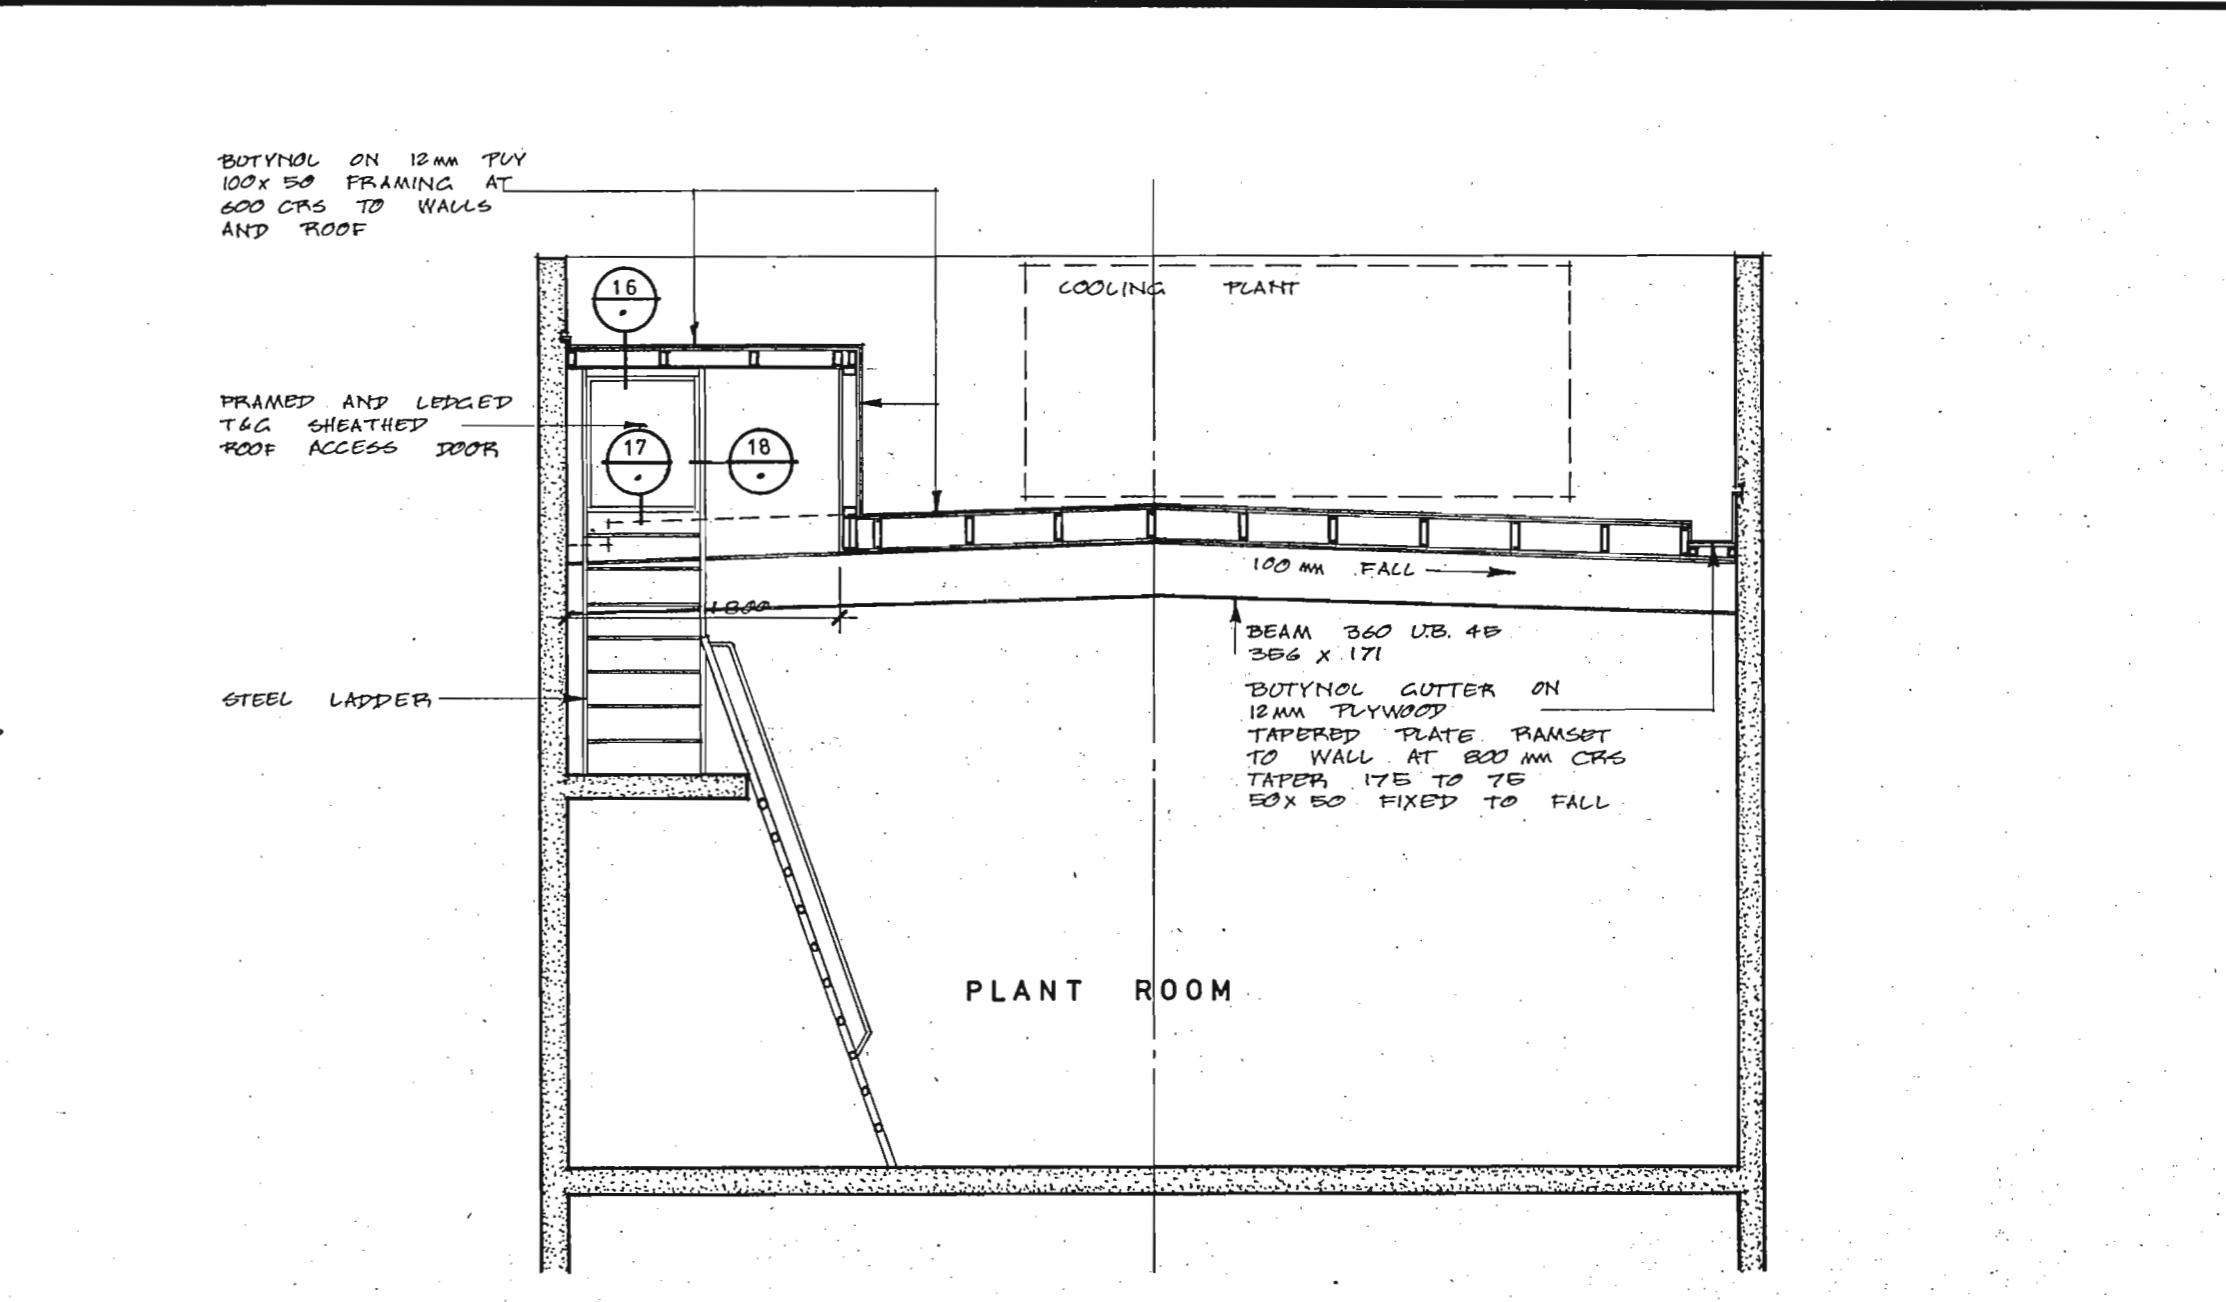 BUTYNOL ON 12mm PLY
100x 50 FRAMING AT
600 CRS TO WALLS
AND ROOF
16
COOLING PLANT
FRAMED AND LEDGED
T&G SHEATHED
ROOF ACCESS DOOR
17
18
100 mm FALL
1800
BEAM 360 U.B. 45
356 x 171
STEEL LADDER
BUTYNOL GUTTER ON
12MM PLYWOOD
TAPERED PLATE RAMSET
TO WALL AT 800 mm CRS
TAPER 175 TO 75
50x 50 FIXED TO FALL
PLANT ROOM